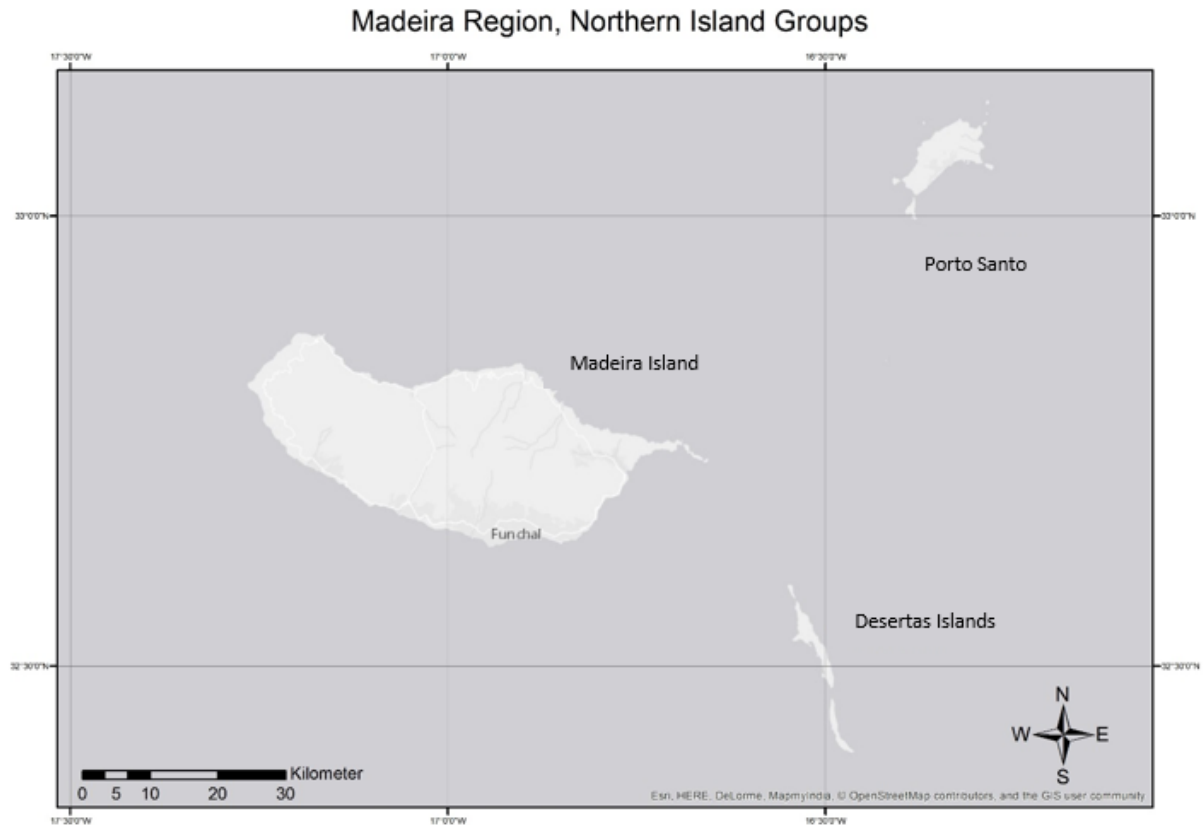 Madeira Region, Northern Island Groups
17°30'0"W 17°0'0"W 16°30'0"W
33°0'0"N 33°0'0"N
Porto Santo
Madeira Island
Funchal
Desertas Islands
32°30'0"N 32°30'0"N
N
W E
S
Kilometer
0 5 10 20 30
Esri, HERE, DeLorme, MapmyIndia, © OpenStreetMap contributors, and the GIS user community
17°30'0"W 17°0'0"W 16°30'0"W